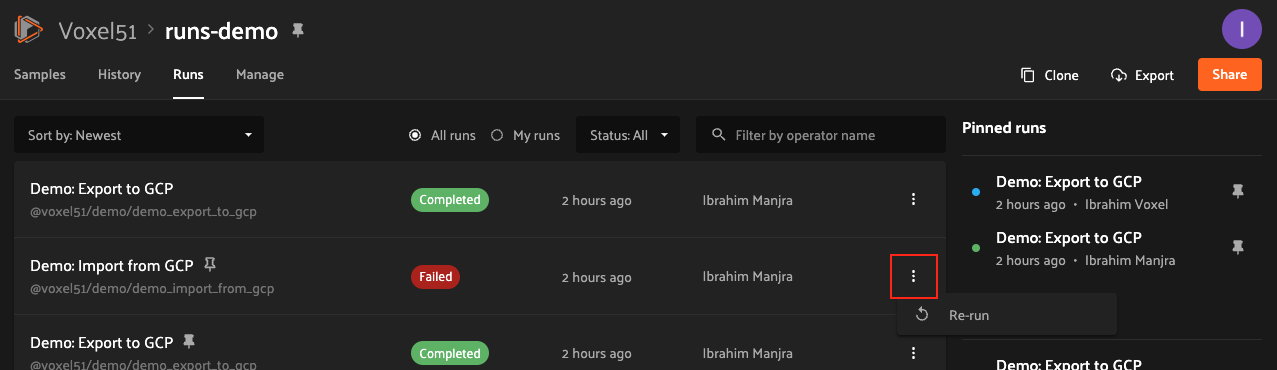 Voxel51 > runs-demo
I
Samples History Runs Manage
Clone Export Share
Sort by: Newest
All runs My runs
Status: All
Filter by operator name
Demo: Export to GCP
@voxel51/demo/demo_export_to_gcp
Completed
2 hours ago
Ibrahim Manjra
Demo: Import from GCP
@voxel51/demo/demo_import_from_gcp
Failed
2 hours ago
Ibrahim Manjra
Re-run
Demo: Export to GCP
@voxel51/demo/demo_export_to_gcp
Completed
2 hours ago
Ibrahim Manjra
Pinned runs
Demo: Export to GCP
2 hours ago • Ibrahim Voxel
Demo: Export to GCP
2 hours ago • Ibrahim Manjra
Demo: Export to GCP